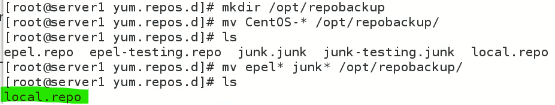 [root@server1 yum.repos.d]# mkdir /opt/repobackup
[root@server1 yum.repos.d]# mv CentOS-* /opt/repobackup/
[root@server1 yum.repos.d]# ls
epel.repo  epel-testing.repo  junk.junk  junk-testing.junk  local.repo
[root@server1 yum.repos.d]# mv epel* junk* /opt/repobackup/
[root@server1 yum.repos.d]# ls
local.repo